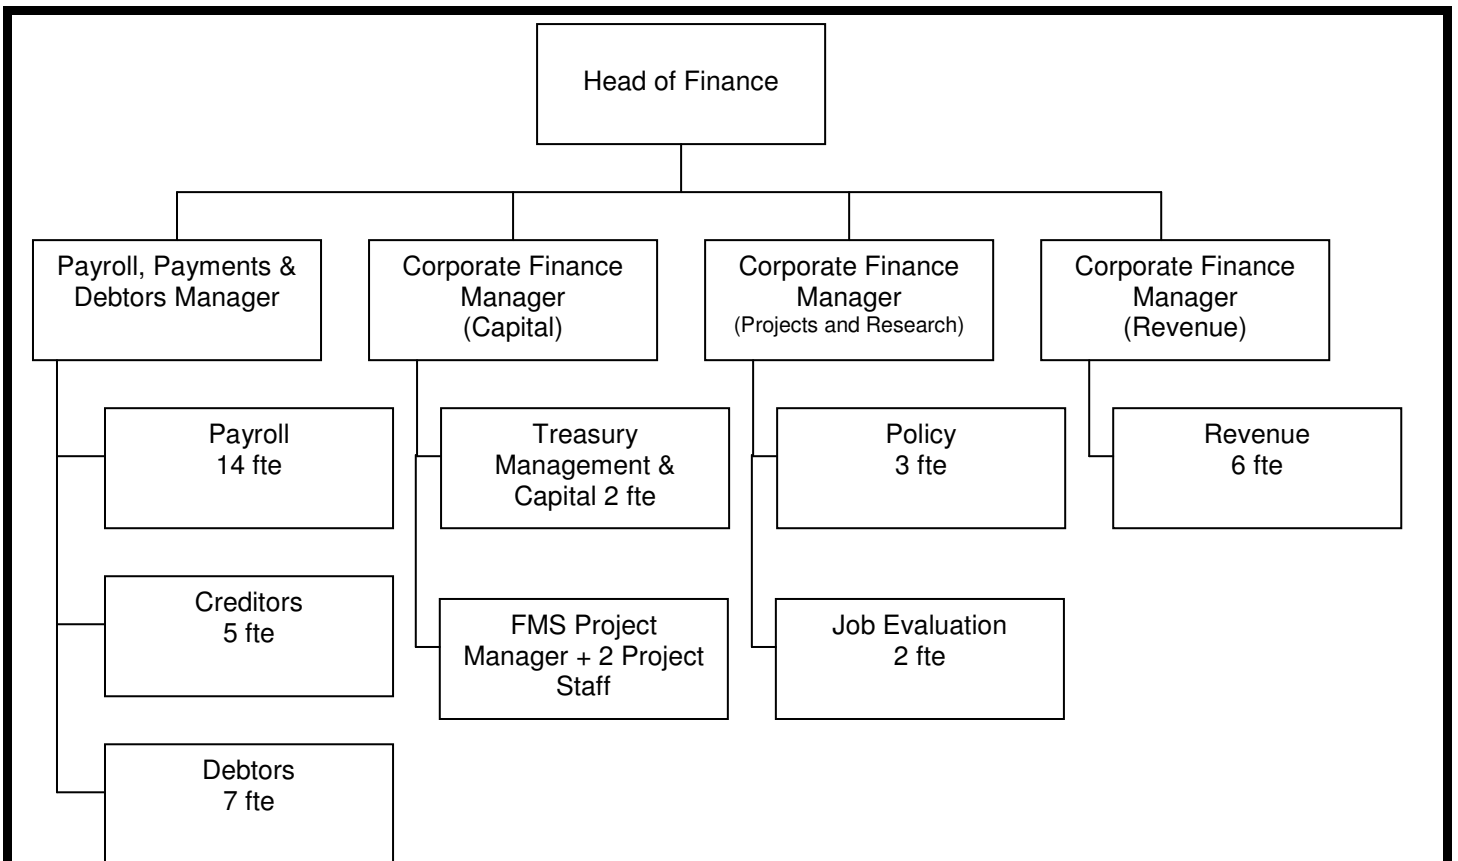 Head of Finance
Payroll, Payments &
Debtors Manager
Corporate Finance
Manager
(Capital)
Corporate Finance
Manager
(Projects and Research)
Corporate Finance
Manager
(Revenue)
Payroll
14 fte
Treasury
Management &
Capital 2 fte
Policy
3 fte
Revenue
6 fte
Creditors
5 fte
FMS Project
Manager + 2 Project
Staff
Job Evaluation
2 fte
Debtors
7 fte